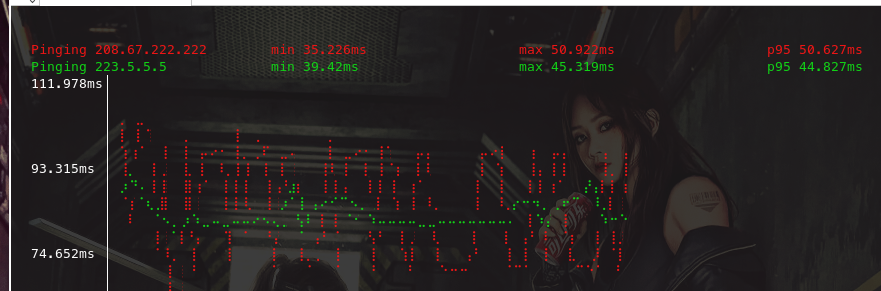 Pinging 208.67.222.222 min 35.226ms max 50.922ms p95 50.627ms
Pinging 223.5.5.5 min 39.42ms max 45.319ms p95 44.827ms
111.978ms
93.315ms
74.652ms